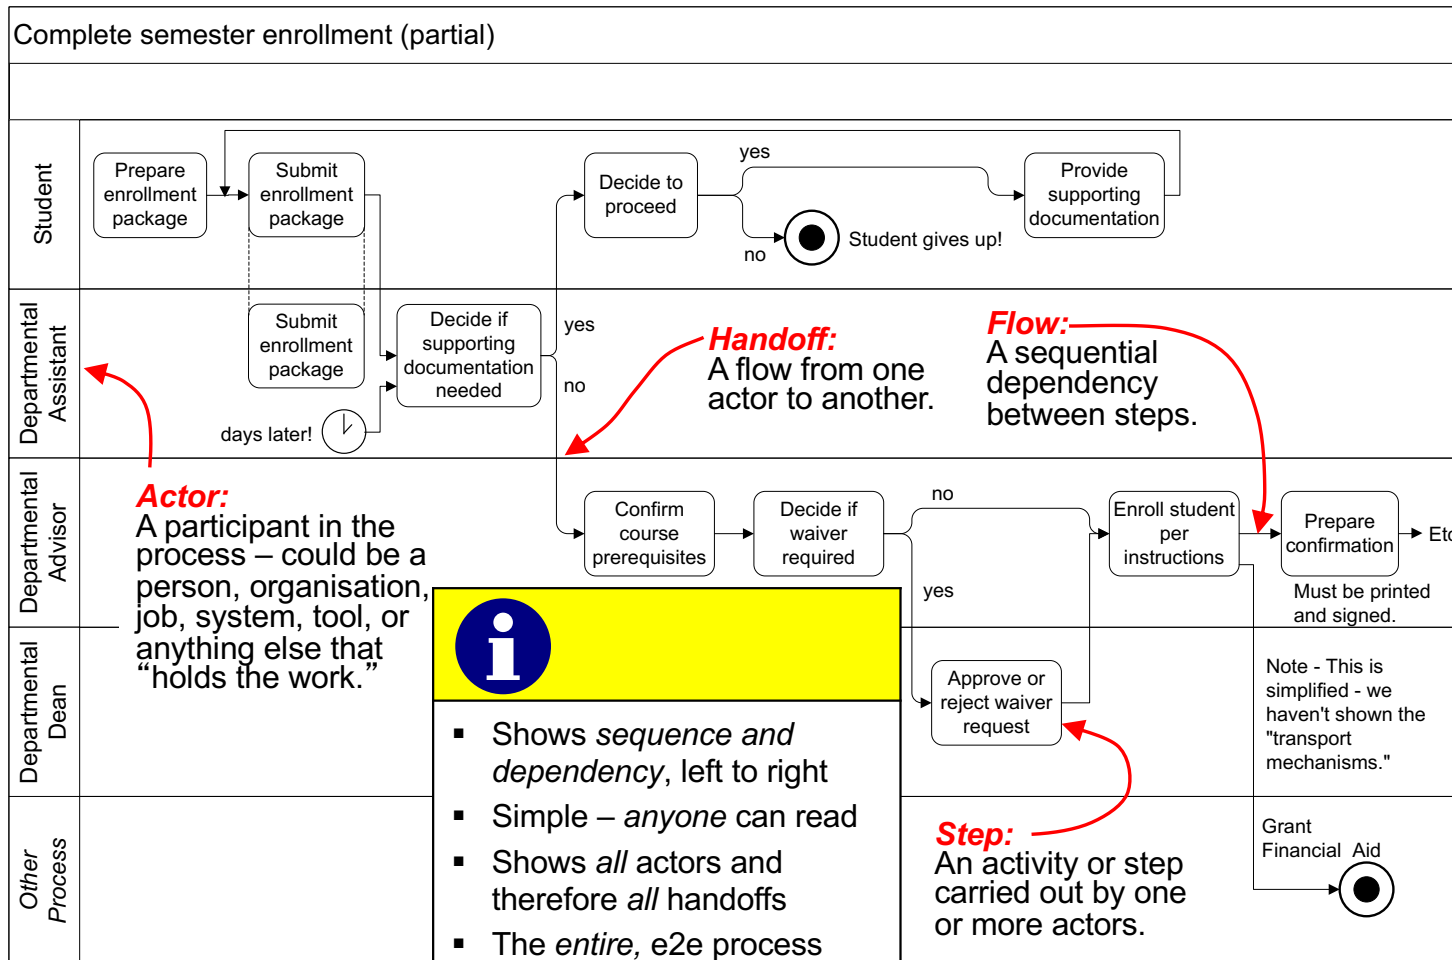 Complete semester enrollment (partial)
Student
Prepare
enrollment
package
Submit
enrollment
package
Decide to
proceed
yes
no
Student gives up!
Provide
supporting
documentation
Departmental
Assistant
Submit
enrollment
package
days later!
Decide if
supporting
documentation
needed
yes
no
Handoff:
A flow from one
actor to another.
Flow:
A sequential
dependency
between steps.
Departmental
Advisor
Actor:
A participant in the
process – could be a
person, organisation,
job, system, tool, or
anything else that
“holds the work.”
Confirm
course
prerequisites
Decide if
waiver
required
no
yes
Enroll student
per
instructions
Prepare
confirmation
Etc
Must be printed
and signed.
Departmental
Dean
Approve or
reject waiver
request
Note - This is
simplified - we
haven't shown the
"transport
mechanisms."
i
▪ Shows sequence and
dependency, left to right
▪ Simple – anyone can read
▪ Shows all actors and
therefore all handoffs
▪ The entire, e2e process
Step:
An activity or step
carried out by one
or more actors.
Other
Process
Grant
Financial Aid